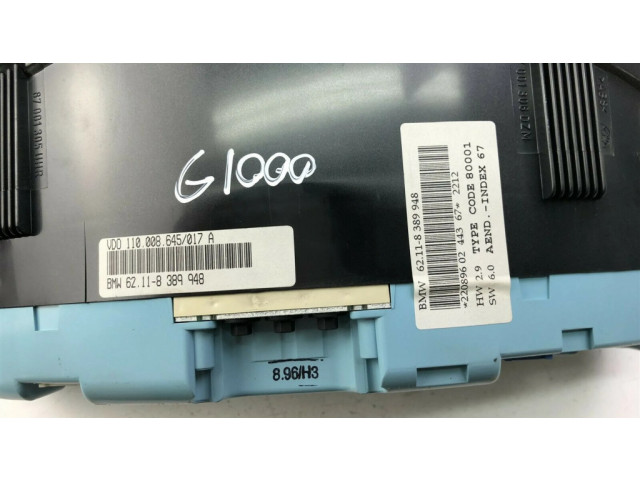 G1000
VDO 110.008.645/017 A
BMW 62.11-8 389 948
BMW 62.11-8 389 948
*220896 02 443 67* 2212
HW 2.9 TYPE CODE 80001
SW 6.0 AEND.-INDEX 67
8.96/H3